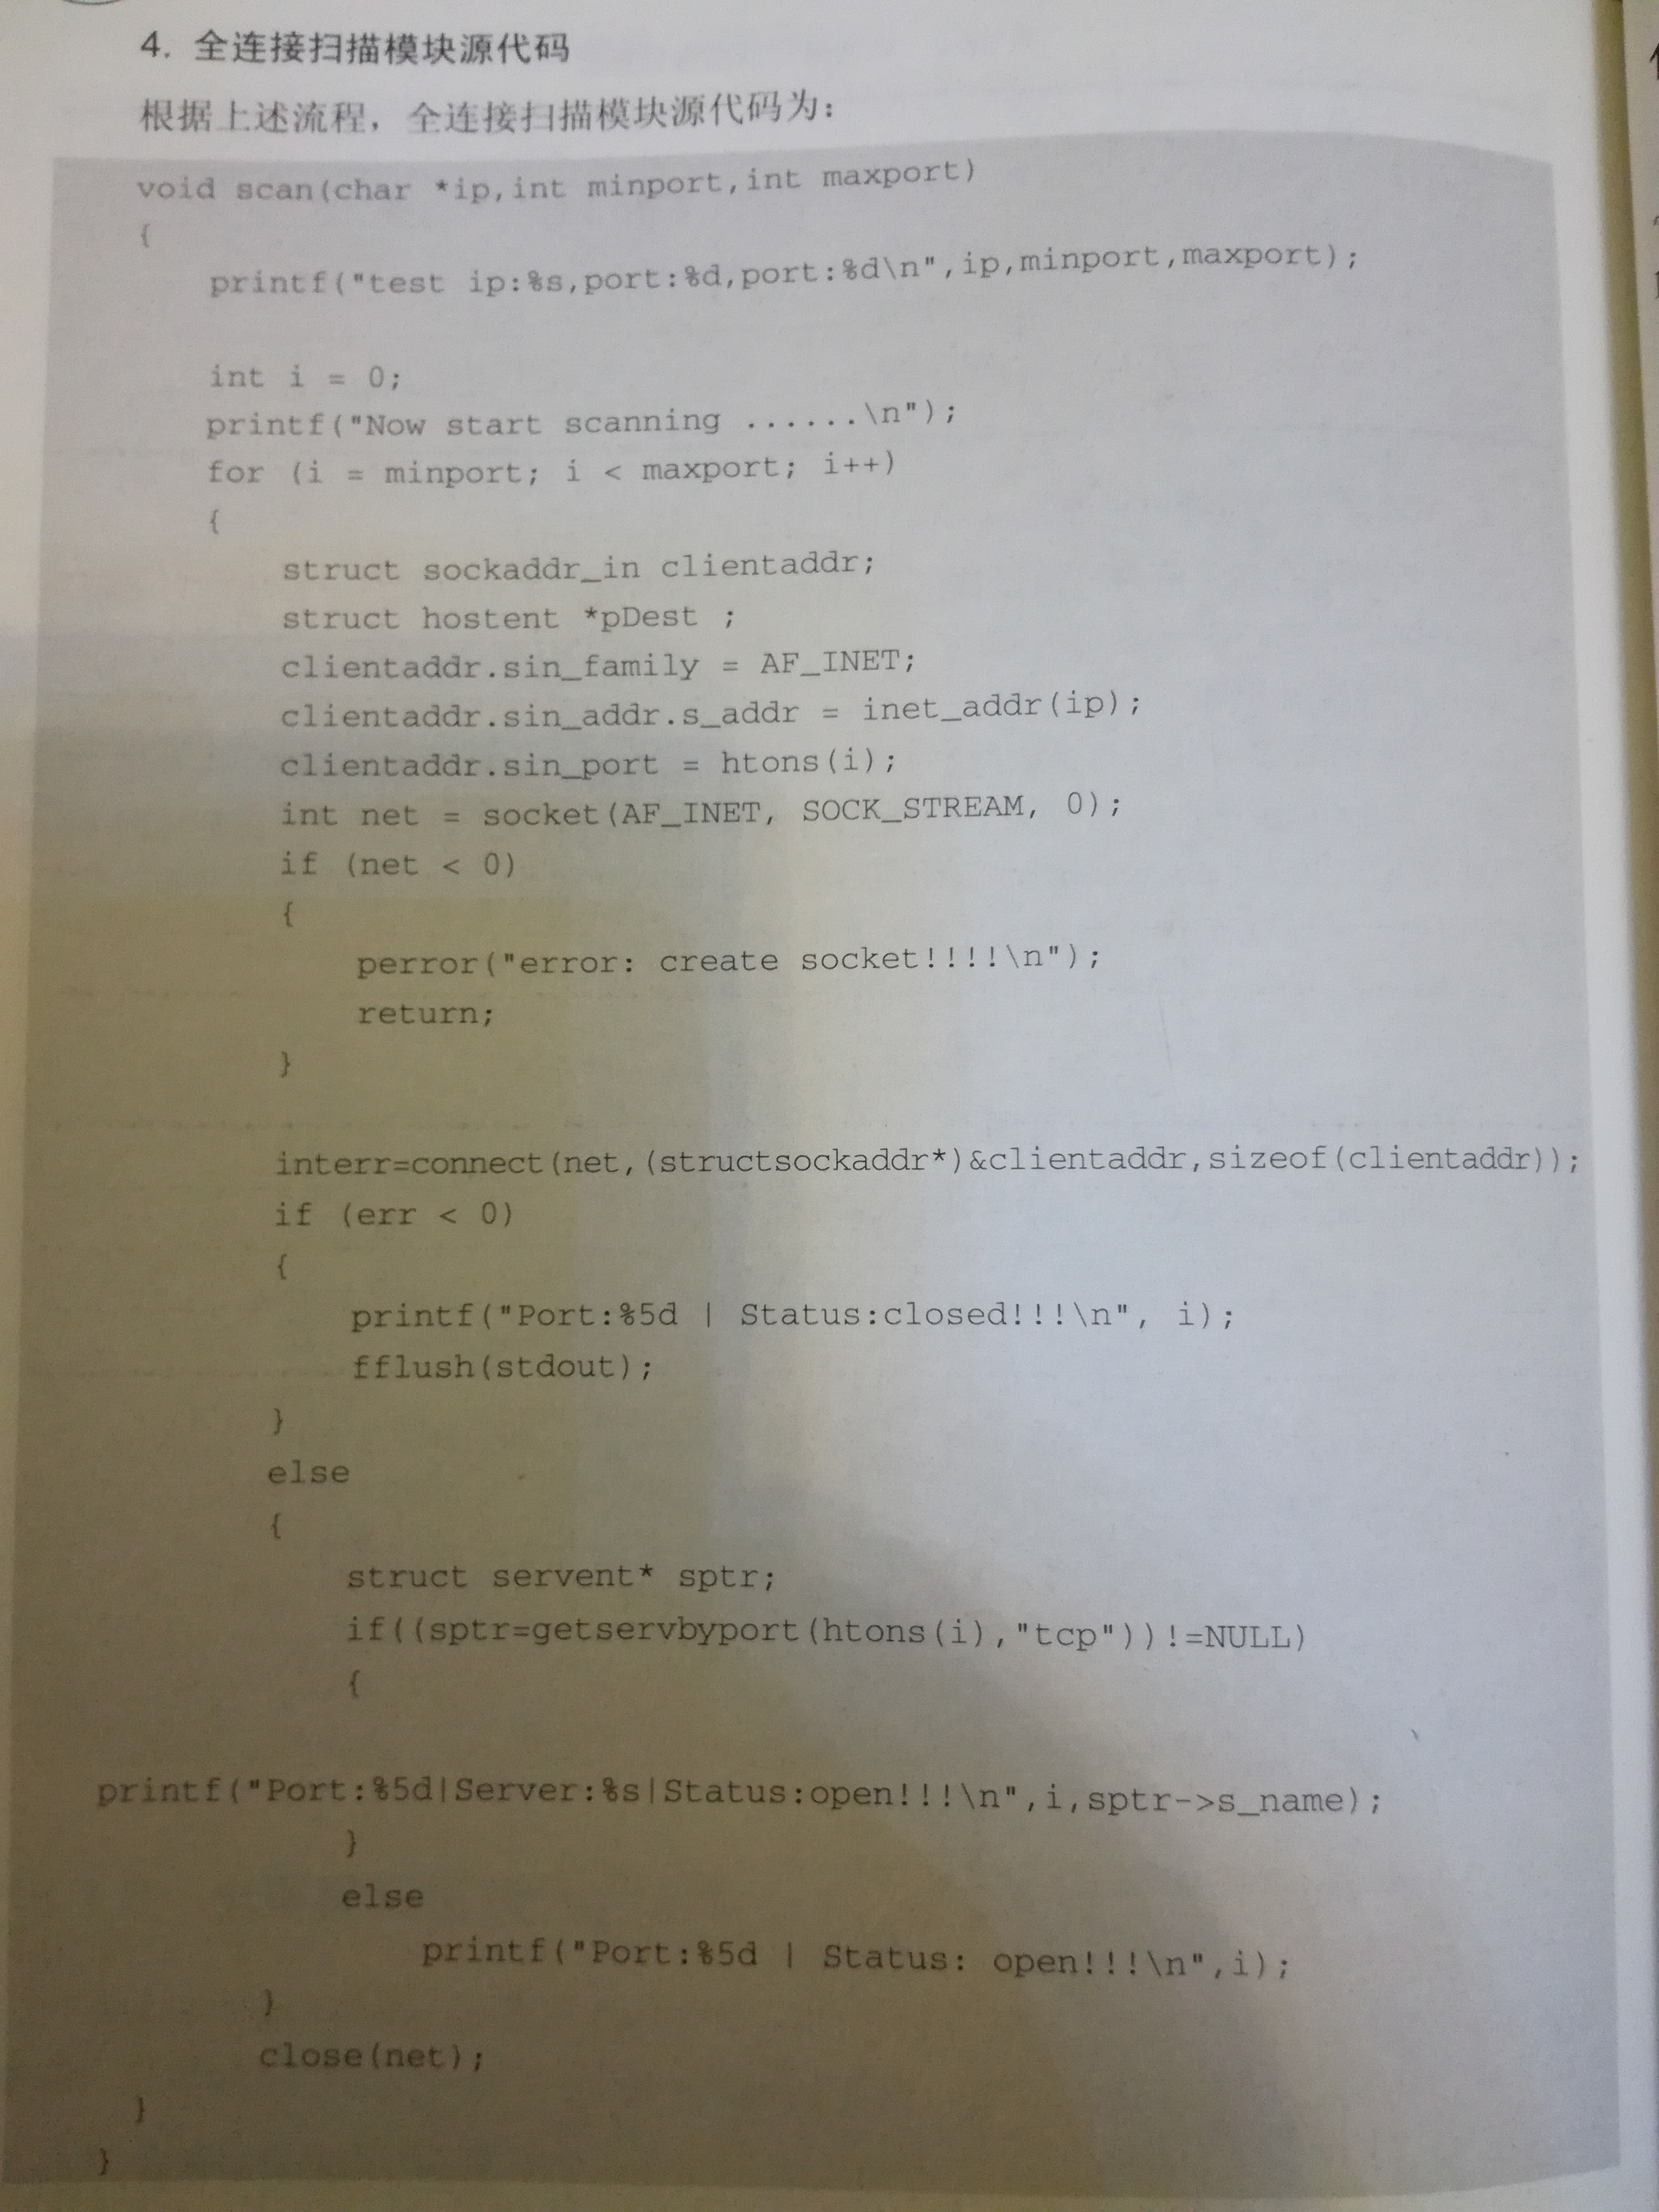 4. 全连接扫描模块源代码
根据上述流程，全连接扫描模块源代码为：
void scan(char *ip,int minport,int maxport)
{
printf("test ip:%s,port:%d,port:%d\n",ip,minport,maxport);
int i = 0;
printf("Now start scanning ......\n");
for (i = minport; i < maxport; i++)
{
struct sockaddr_in clientaddr;
struct hostent *pDest ;
clientaddr.sin_family = AF_INET;
clientaddr.sin_addr.s_addr = inet_addr(ip);
clientaddr.sin_port = htons(i);
int net = socket(AF_INET, SOCK_STREAM, 0);
if (net < 0)
{
perror("error: create socket!!!!\n");
return;
}
interr=connect(net,(structsockaddr*)&clientaddr,sizeof(clientaddr));
if (err < 0)
{
printf("Port:%5d | Status:closed!!!\n", i);
fflush(stdout);
}
else
{
struct servent* sptr;
if((sptr=getservbyport(htons(i),"tcp"))!=NULL)
{
printf("Port:%5d|Server:%s|Status:open!!!\n",i,sptr->s_name);
}
else
printf("Port:%5d | Status: open!!!\n",i);
}
close(net);
}
}